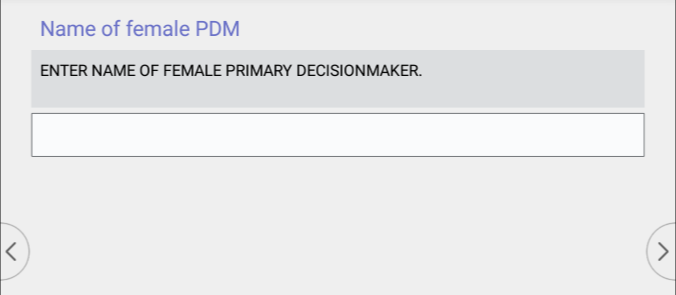 Name of female PDM
ENTER NAME OF FEMALE PRIMARY DECISIONMAKER.